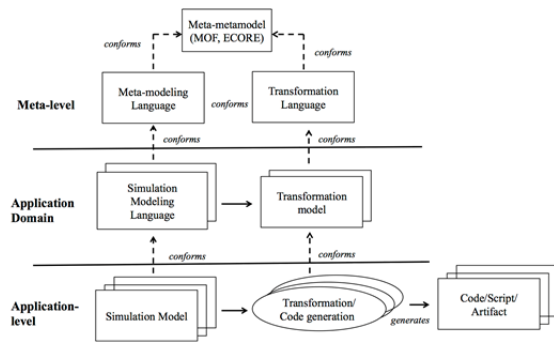 Meta-metamodel
(MOF, ECORE)
conforms
conforms
Meta-level
Meta-modeling
Language
conforms
Transformation
Language
conforms
conforms
Application
Domain
Simulation
Modeling
Language
Transformation
model
conforms
conforms
Application-
level
Simulation Model
Transformation/
Code generation
generates
Code/Script/
Artifact